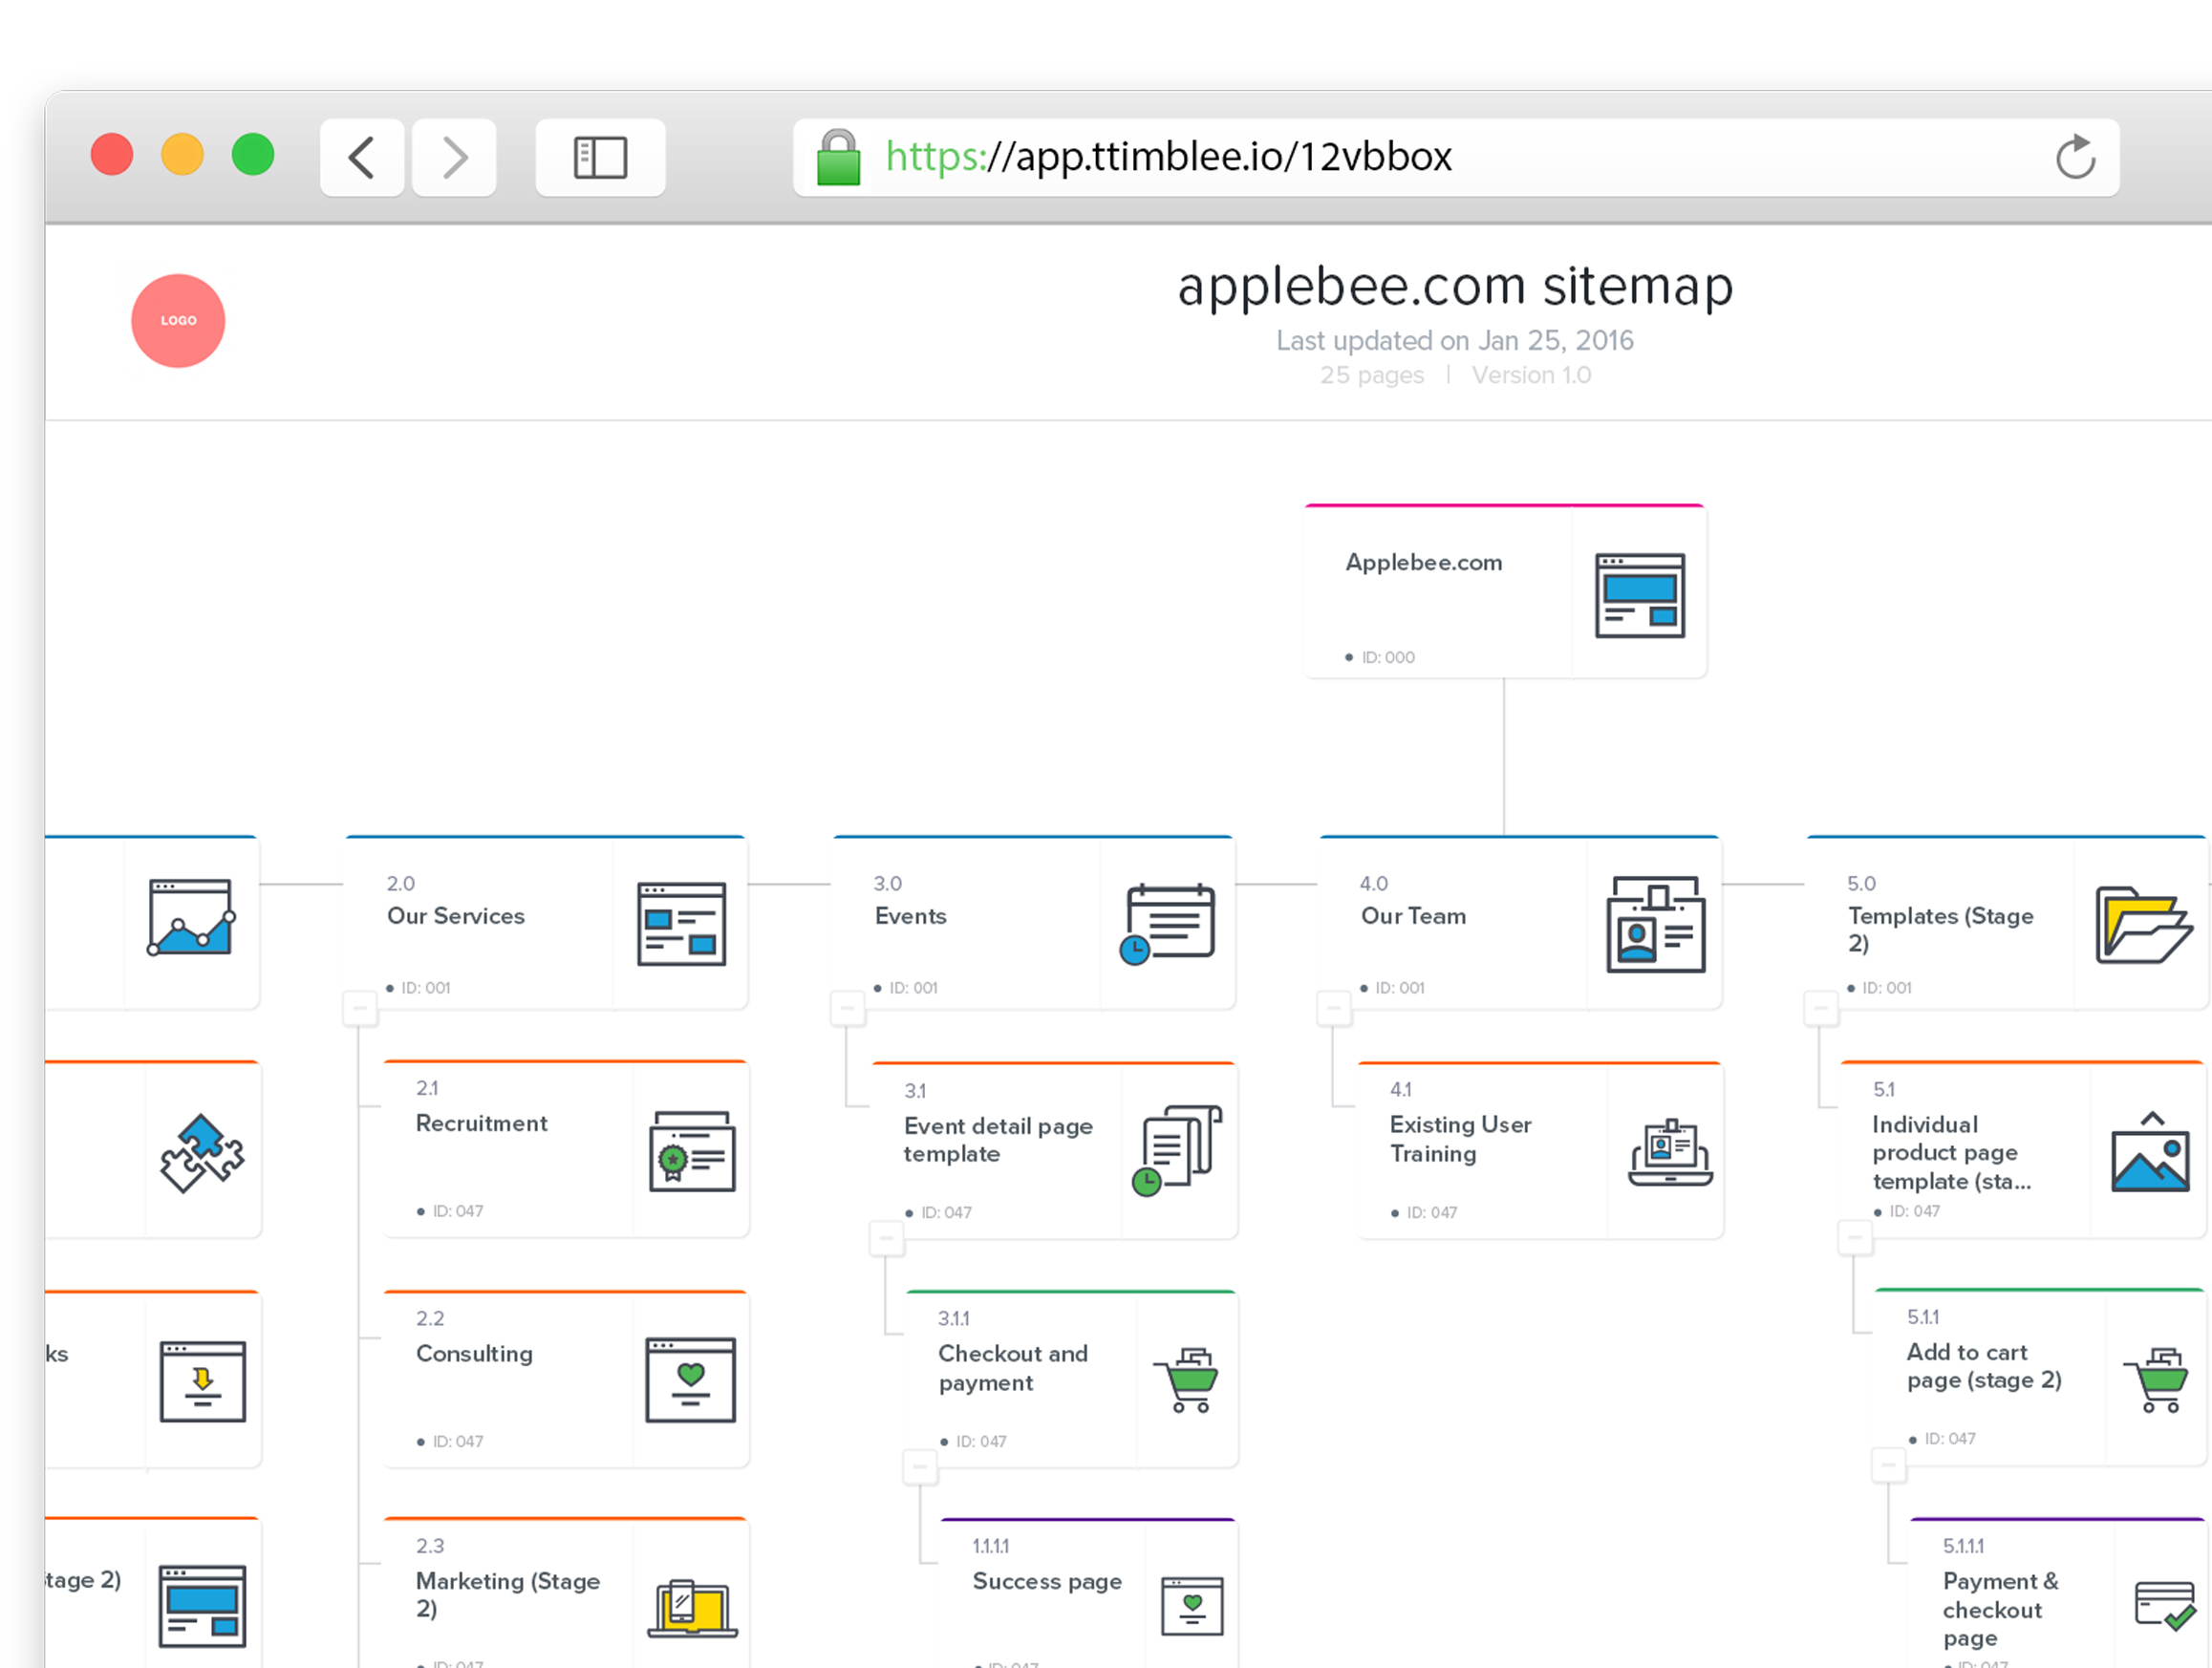 https://app.ttimblee.io/12vbbox
LOGO
applebee.com sitemap
Last updated on Jan 25, 2016
25 pages | Version 1.0
Applebee.com
ID: 000
2.0
Our Services
ID: 001
3.0
Events
ID: 001
4.0
Our Team
ID: 001
5.0
Templates (Stage
2)
ID: 001
2.1
Recruitment
ID: 047
3.1
Event detail page
template
ID: 047
4.1
Existing User
Training
ID: 047
5.1
Individual
product page
template (sta...
ID: 047
ks
2.2
Consulting
ID: 047
3.1.1
Checkout and
payment
ID: 047
5.1.1
Add to cart
page (stage 2)
ID: 047
tage 2)
2.3
Marketing (Stage
2)
ID: 047
1.1.1.1
Success page
ID: 047
5.1.1.1
Payment &
checkout
page
ID: 047